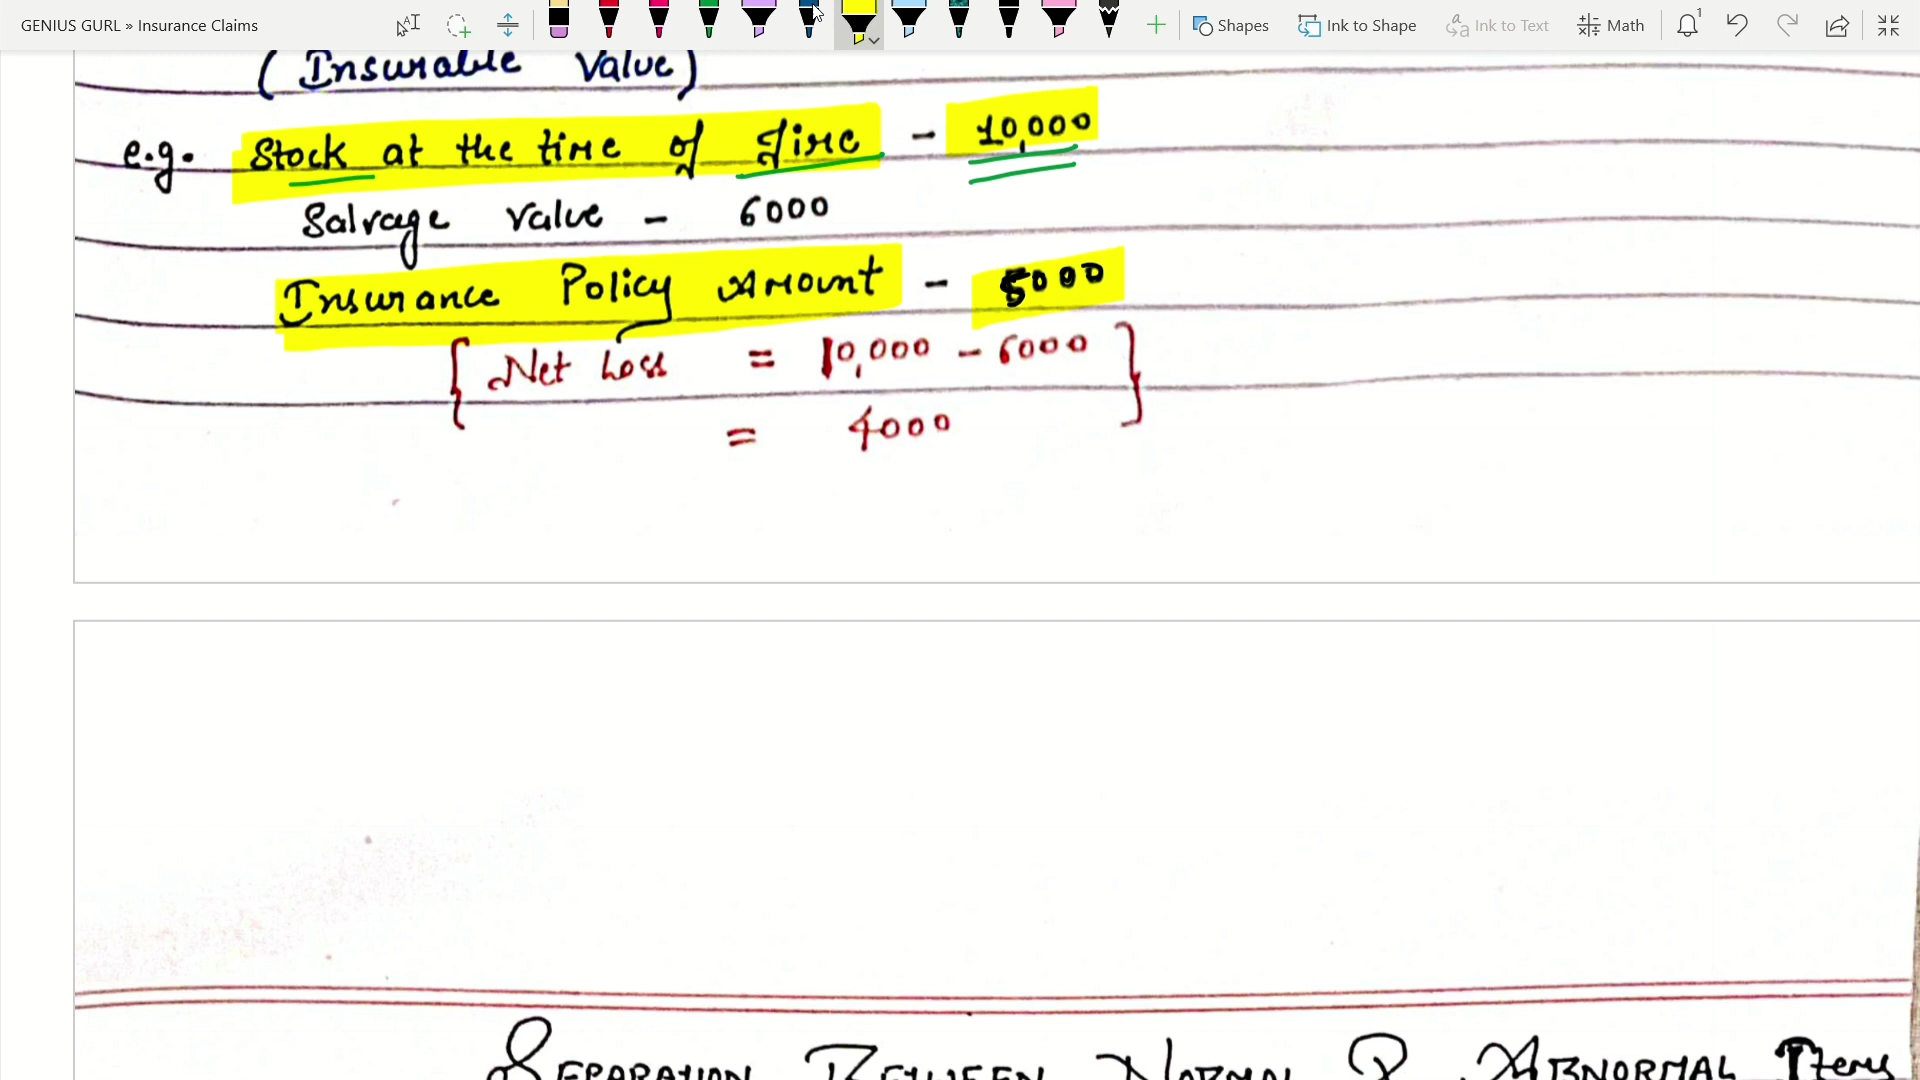 GENIUS GURL » Insurance Claims
Shapes Ink to Shape Ink to Text Math 1
(Insurable Value)
e.g. Stock at the time of fire - 10,000
Salvage Value - 6000
Insurance Policy Amount - 5000
{Net Loss = 10,000 - 6000}
= 4000
SEPARATION BETWEEN NORMAL & ABNORMAL Items